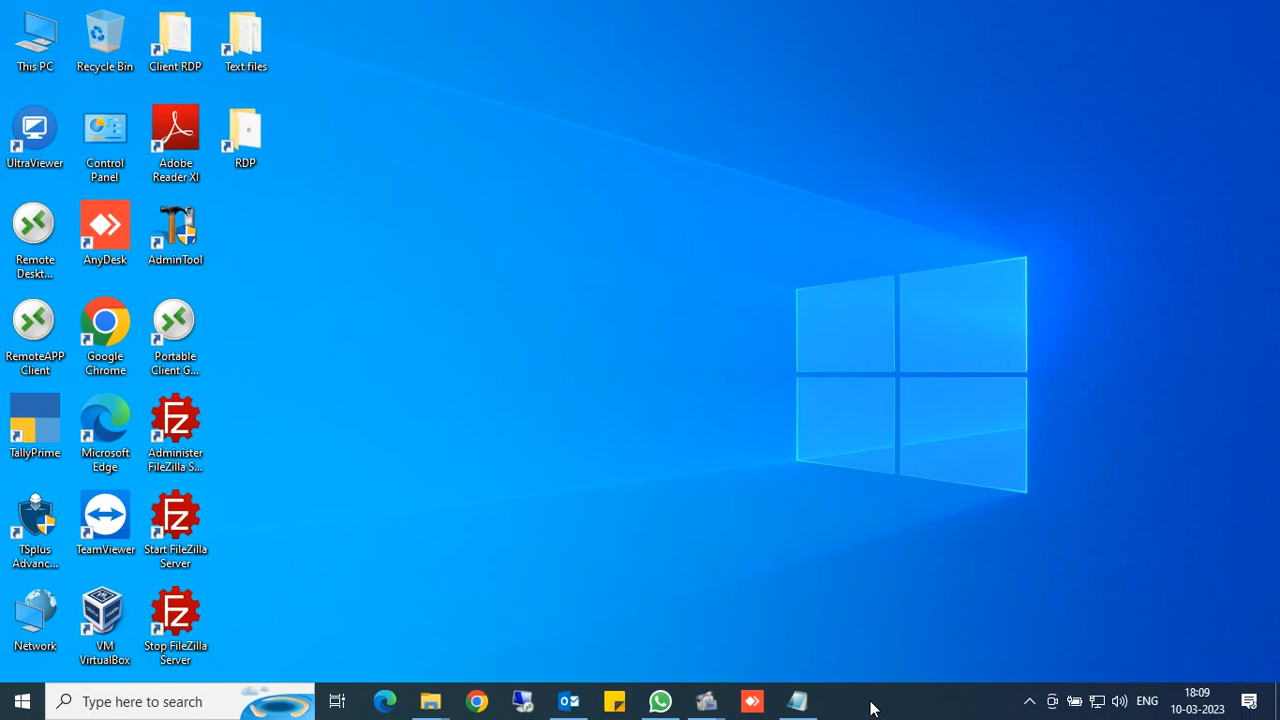 This PC
Recycle Bin
Client RDP
Text files
UltraViewer
Control
Panel
Adobe
Reader XI
RDP
Remote
Deskt...
AnyDesk
AdminTool
RemoteAPP
Client
Google
Chrome
Portable
Client G...
TallyPrime
Microsoft
Edge
Administer
FileZilla S...
TSplus
Advanc...
TeamViewer
Start FileZilla
Server
Network
VM
VirtualBox
Stop FileZilla
Server
Type here to search
ENG
18:09
10-03-2023